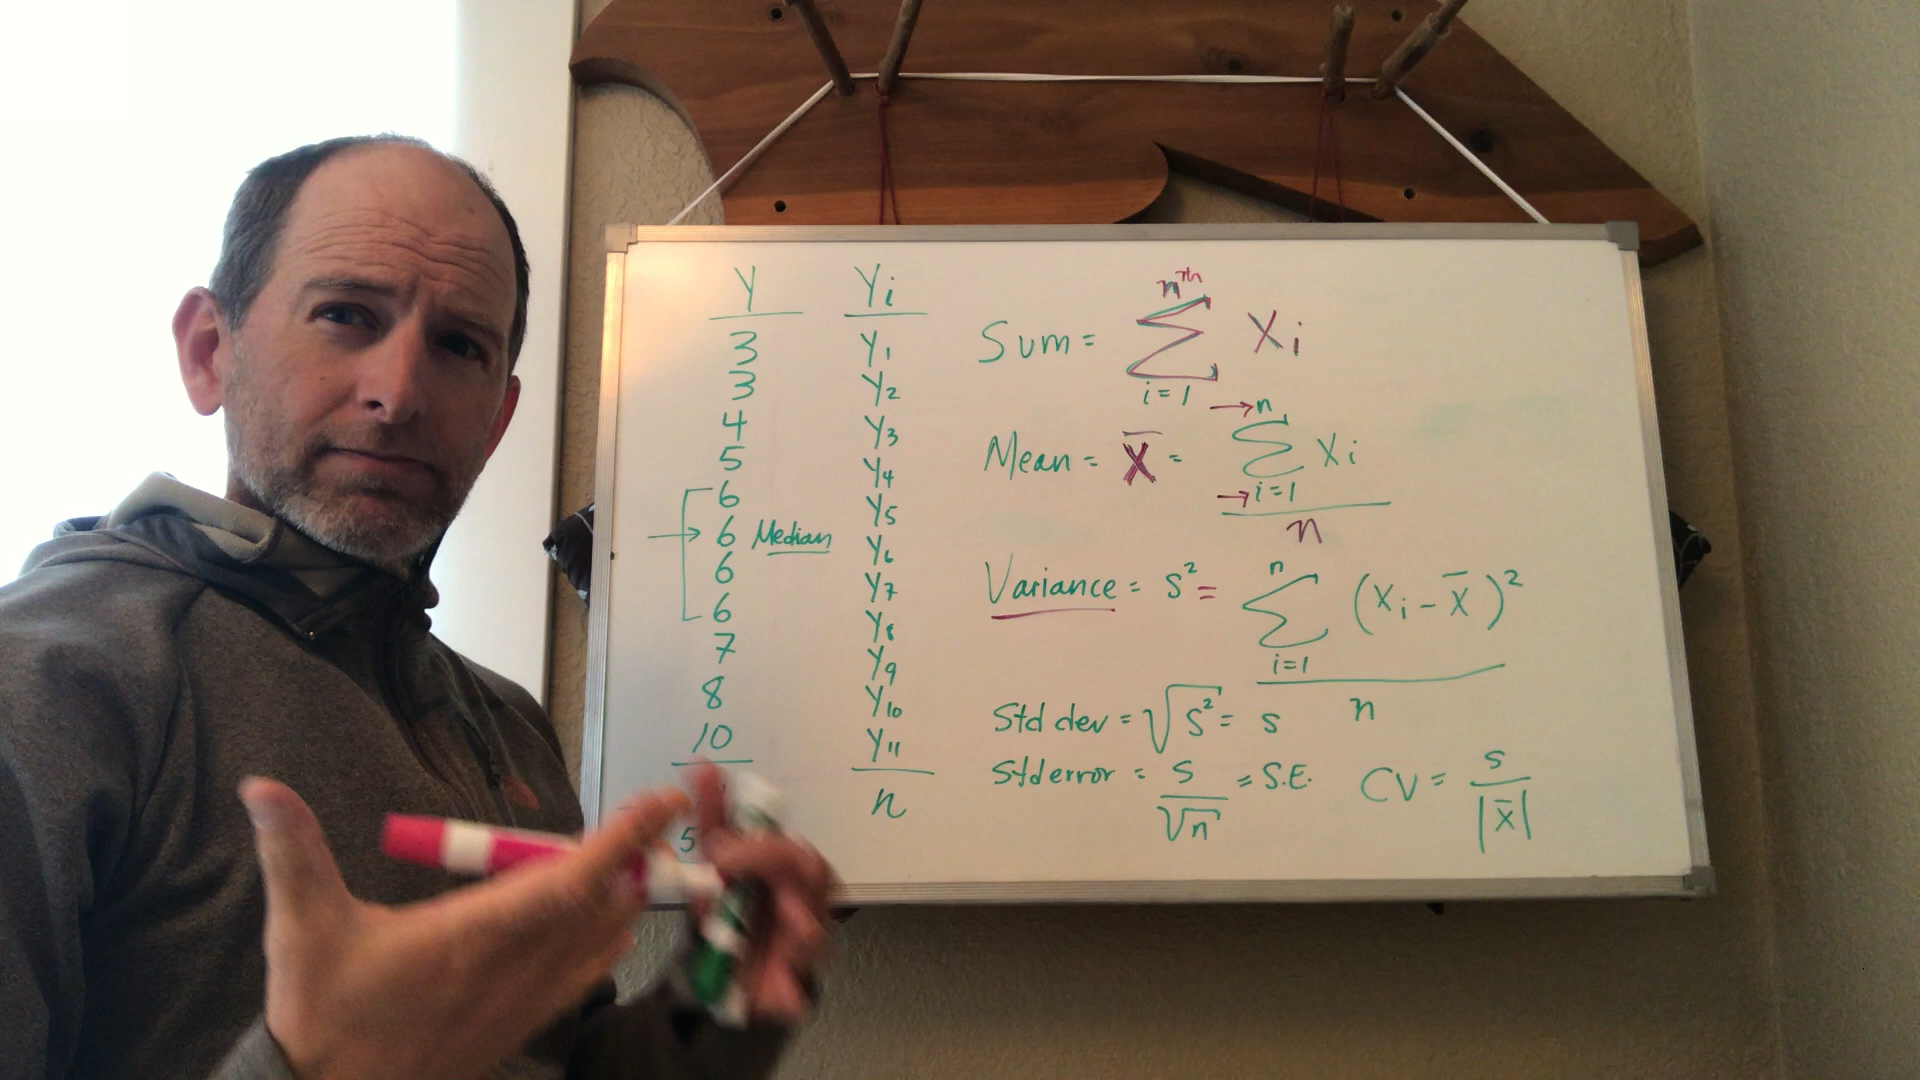 Y
3
3
4
5
6
6 Median
6
6
7
8
10
5
Yi
Y1
Y2
Y3
Y4
Y5
Y6
Y7
Y8
Y9
Y10
Y11
n
nth
Sum = Σ Xi
i=1
→n
Mean = X̄ = Σ Xi
→i=1
n
n
Variance = s² = Σ (Xi - X̄)²
i=1
n
Std dev = √s² = s
Std error = s/√n = S.E. CV = s/|x̄|